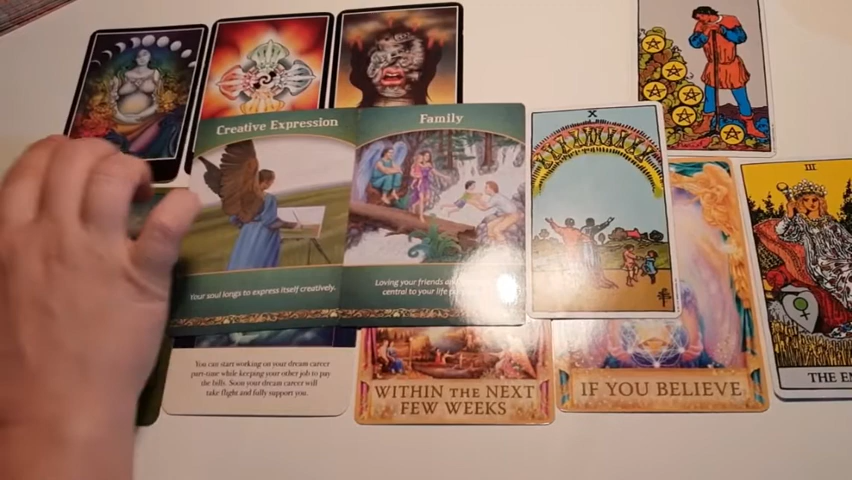 Creative Expression
Family
X
III
Your soul longs to express itself creatively.
Loving your friends
central to your life
You can start working on your dream career
part-time while keeping your other job to pay
the bills. Soon your dream career will
take flight and fully support you.
WITHIN THE NEXT
FEW WEEKS
IF YOU BELIEVE
THE